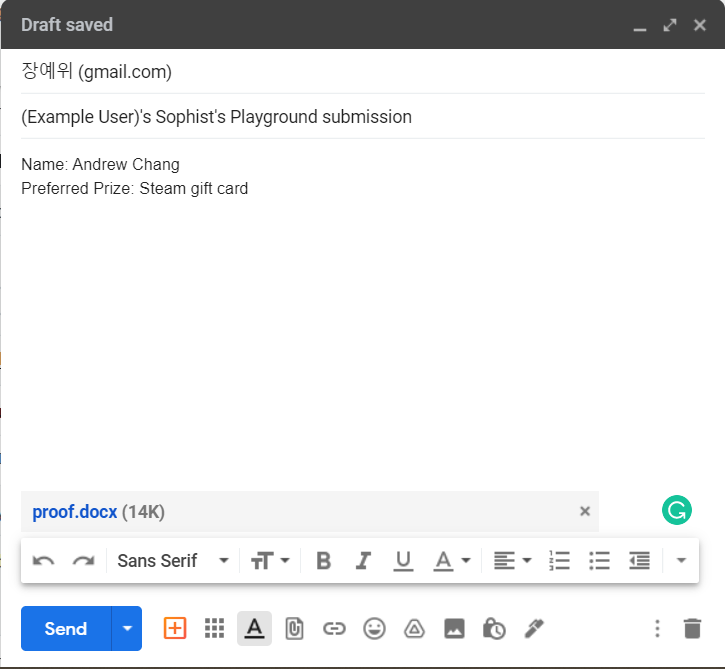 Draft saved
장예위 (gmail.com)
(Example User)'s Sophist's Playground submission
Name: Andrew Chang
Preferred Prize: Steam gift card
proof.docx (14K)
Sans Serif
Send